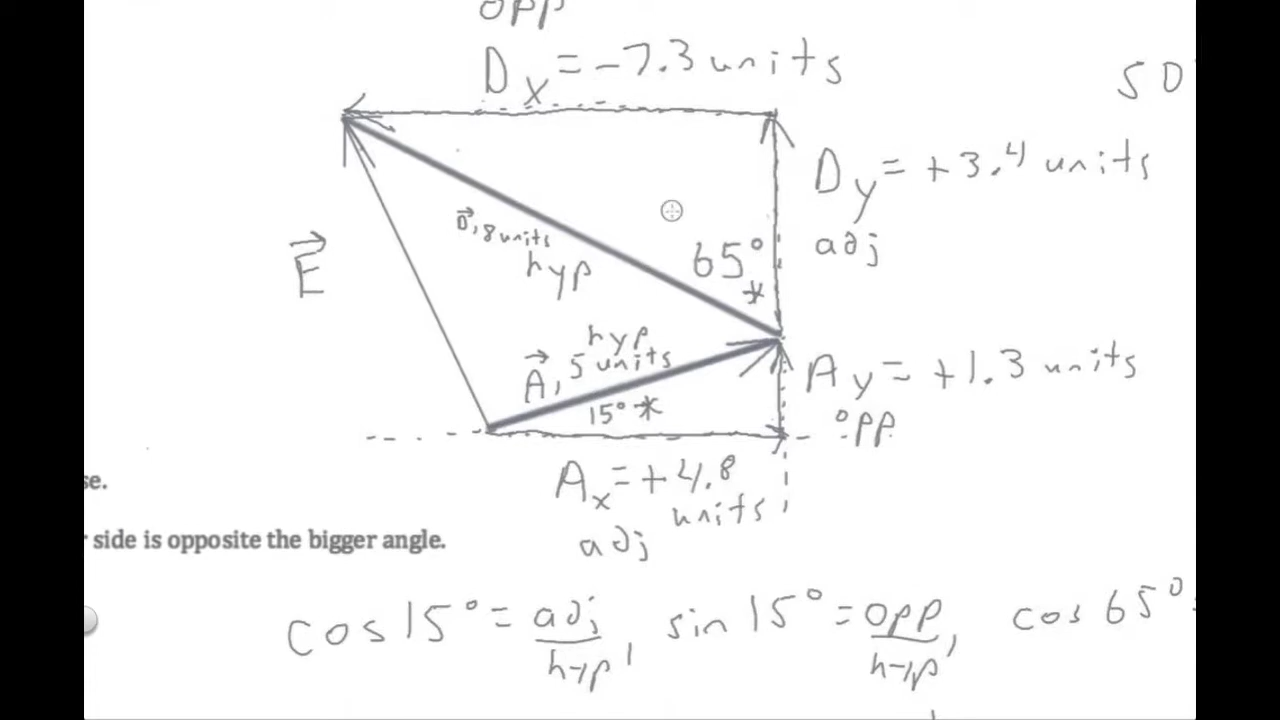 opp
Dx = -7.3 units
50
Dy = +3.4 units
adj
D, 8 units
hyp
65° *
E
hyp
A, 5 units
15° *
Ay = +1.3 units
opp
Ax = +4.8
units
adj
se.
side is opposite the bigger angle.
cos 15° = adj/hyp, sin 15° = opp/hyp, cos 65° =